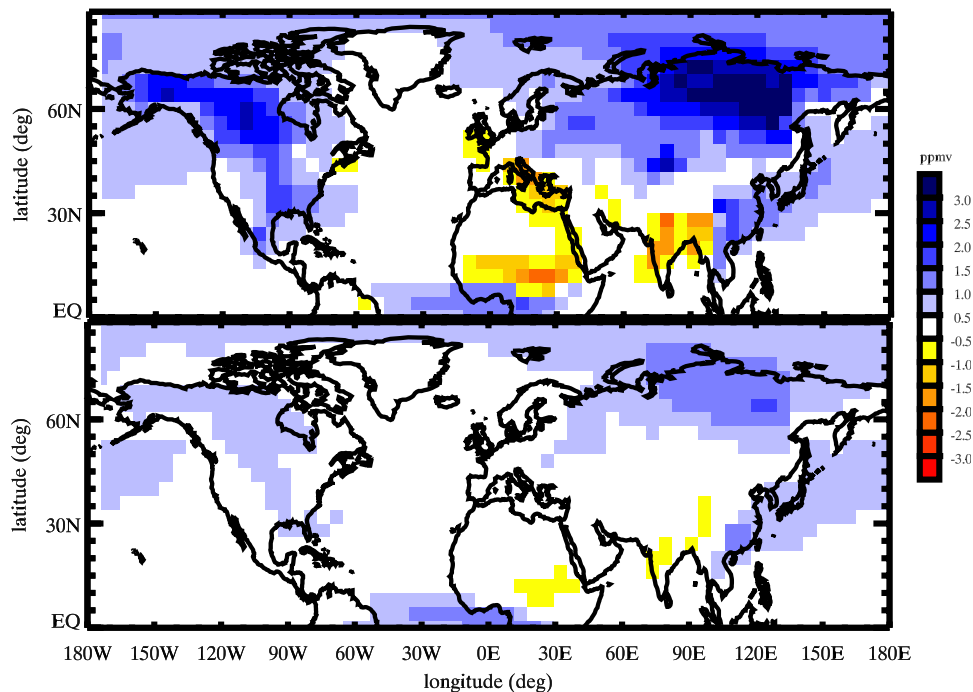 latitude (deg)
60N
30N
EQ
latitude (deg)
60N
30N
EQ
180W 150W 120W 90W 60W 30W 0E 30E 60E 90E 120E 150E 180E
longitude (deg)
ppmv
3.0
2.5
2.0
1.5
1.0
0.5
-0.5
-1.0
-1.5
-2.0
-2.5
-3.0